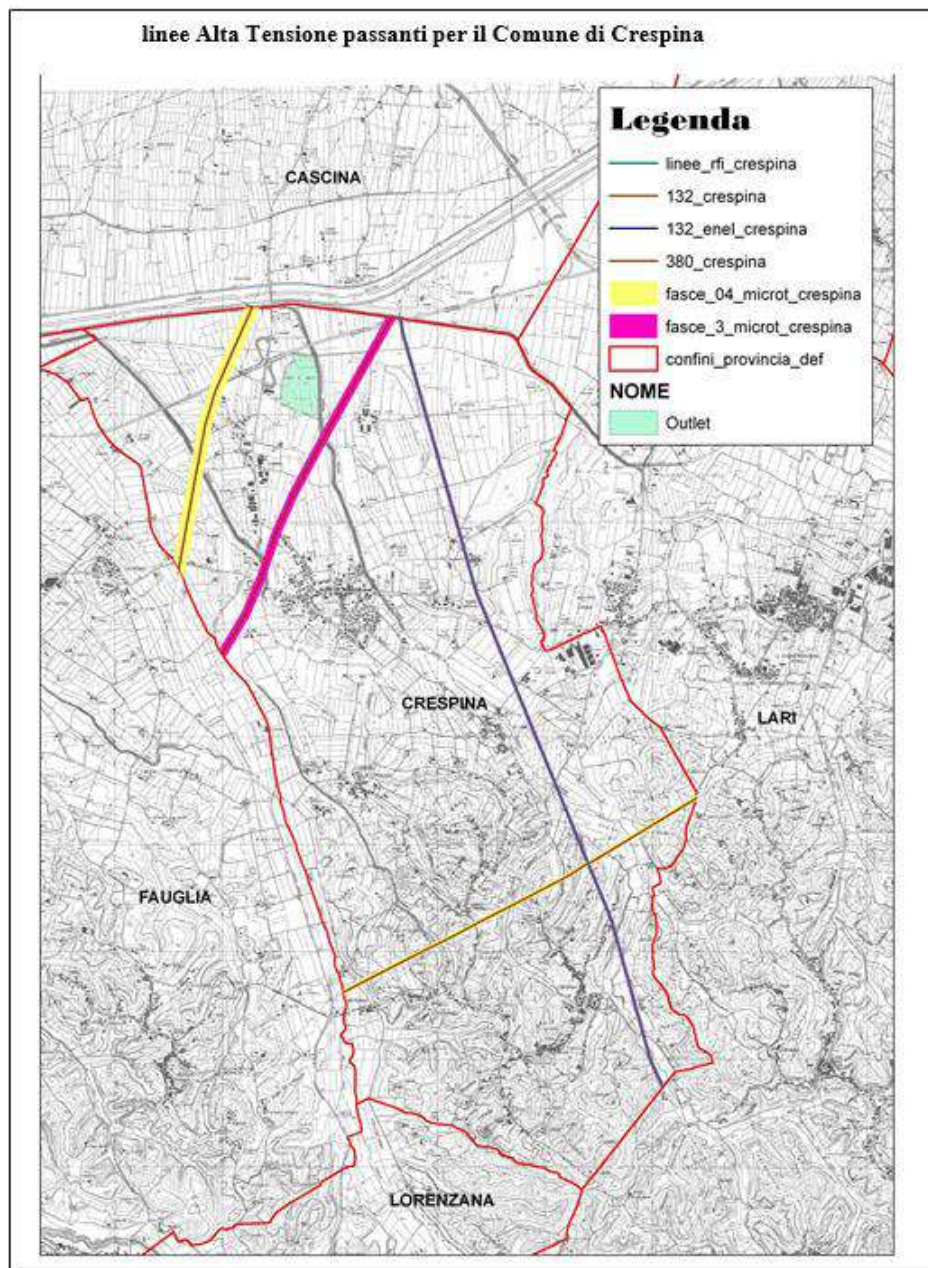 linee Alta Tensione passanti per il Comune di Crespina
Legenda
linee_rfi_crespina
132_crespina
132_enel_crespina
380_crespina
fasce_04_microt_crespina
fasce_3_microt_crespina
confini_provincia_def
NOME
Outlet
CASCINA
CRESPINA
LARI
FAUGLIA
LORENZANA